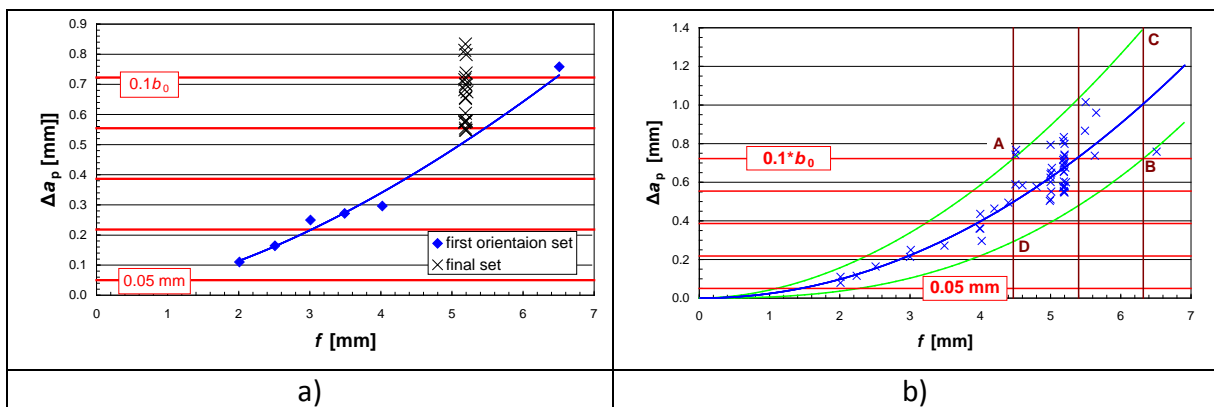 0.9
0.8
0.7
0.6
0.5
0.4
0.3
0.2
0.1
0.0
Δap [mm]]
0.1b0
0.05 mm
first orientaion set
final set
0 1 2 3 4 5 6 7
f [mm]
a)
1.4
1.2
1.0
0.8
0.6
0.4
0.2
0.0
Δap [mm]
C
A
0.1*b0
B
D
0.05 mm
0 1 2 3 4 5 6 7
f [mm]
b)